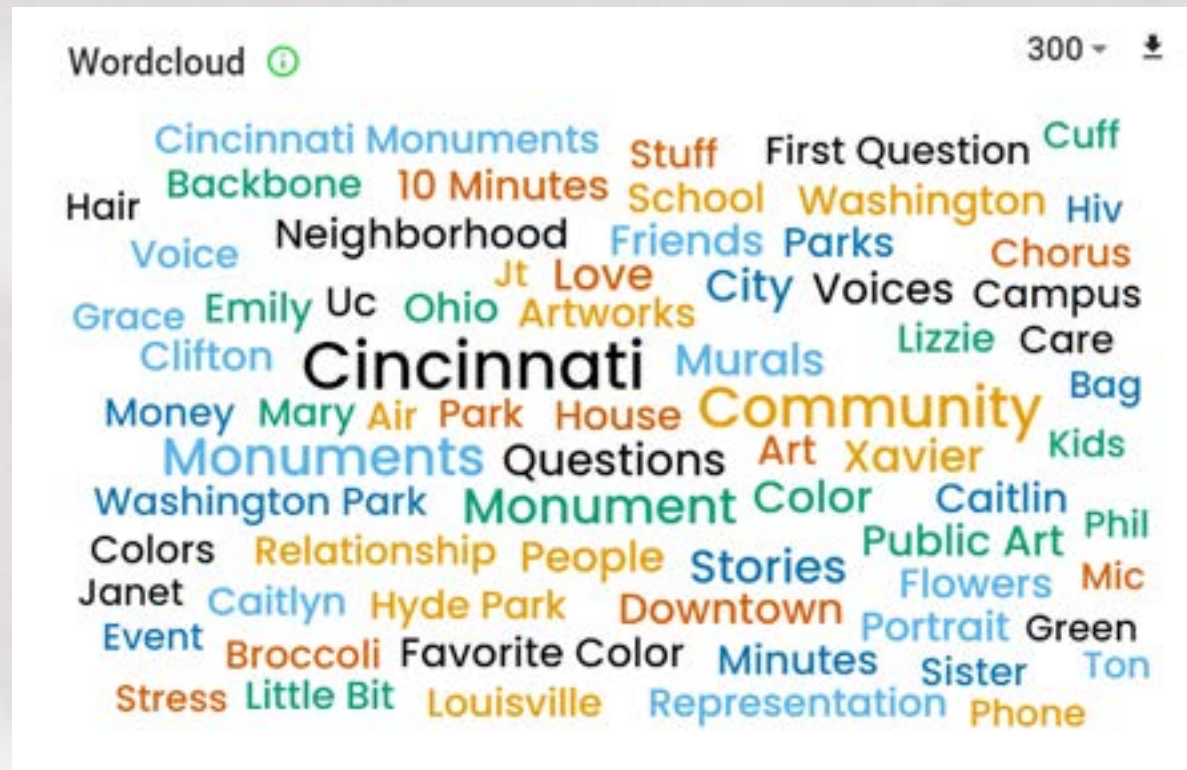 Wordcloud
300
Cincinnati Monuments Stuff First Question Cuff
Backbone 10 Minutes School Washington Hiv
Hair Neighborhood Friends Parks Chorus
Voice Jt Love City Voices Campus
Grace Emily Uc Ohio Artworks Lizzie Care
Clifton Cincinnati Murals Bag
Money Mary Air Park House Community Kids
Monuments Questions Art Xavier
Washington Park Monument Color Caitlin Phil
Colors Relationship People Stories Public Art
Janet Caitlyn Hyde Park Downtown Flowers Mic
Event Broccoli Favorite Color Minutes Portrait Green
Sister Ton
Stress Little Bit Louisville Representation Phone